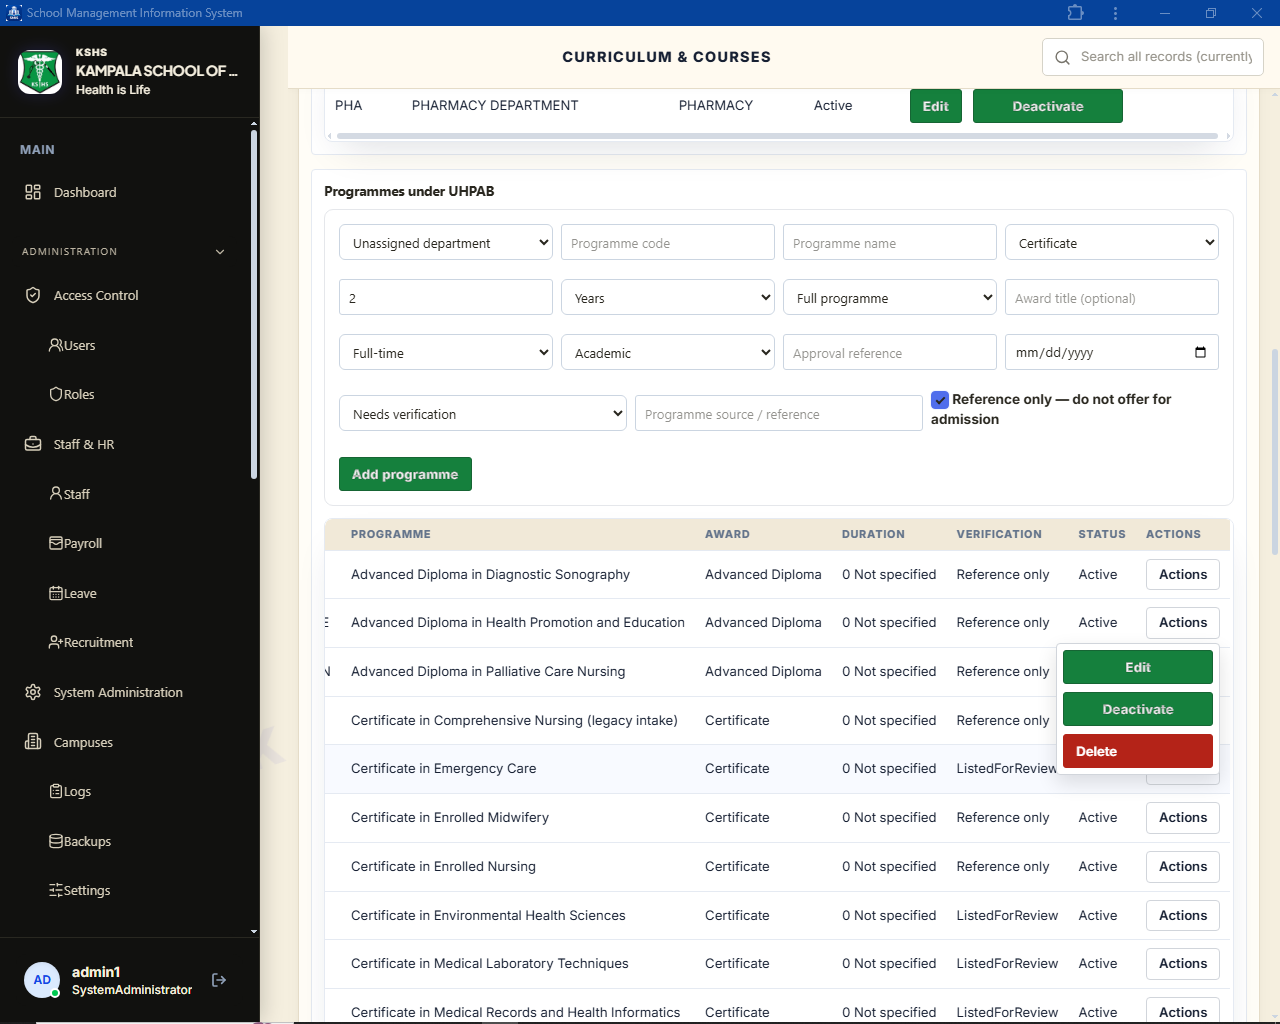 School Management Information System
KSHS
KAMPALA SCHOOL OF ...
Health is Life
MAIN
Dashboard
ADMINISTRATION
Access Control
Users
Roles
Staff & HR
Staff
Payroll
Leave
Recruitment
System Administration
Campuses
Logs
Backups
Settings
AD
admin1
SystemAdministrator
CURRICULUM & COURSES
Search all records (currently
PHA PHARMACY DEPARTMENT PHARMACY Active Edit Deactivate
Programmes under UHPAB
Unassigned department Programme code Programme name Certificate
2 Years Full programme Award title (optional)
Full-time Academic Approval reference mm/dd/yyyy
Needs verification Programme source / reference Reference only — do not offer for
admission
Add programme
PROGRAMME AWARD DURATION VERIFICATION STATUS ACTIONS
Advanced Diploma in Diagnostic Sonography Advanced Diploma 0 Not specified Reference only Active Actions
E Advanced Diploma in Health Promotion and Education Advanced Diploma 0 Not specified Reference only Active Actions
N Advanced Diploma in Palliative Care Nursing Advanced Diploma 0 Not specified Reference only
Edit
Deactivate
Delete
Certificate in Comprehensive Nursing (legacy intake) Certificate 0 Not specified Reference only
Certificate in Emergency Care Certificate 0 Not specified ListedForReview
Certificate in Enrolled Midwifery Certificate 0 Not specified Reference only Active Actions
Certificate in Enrolled Nursing Certificate 0 Not specified Reference only Active Actions
Certificate in Environmental Health Sciences Certificate 0 Not specified ListedForReview Active Actions
Certificate in Medical Laboratory Techniques Certificate 0 Not specified ListedForReview Active Actions
Certificate in Medical Records and Health Informatics Certificate 0 Not specified ListedForReview Active Actions